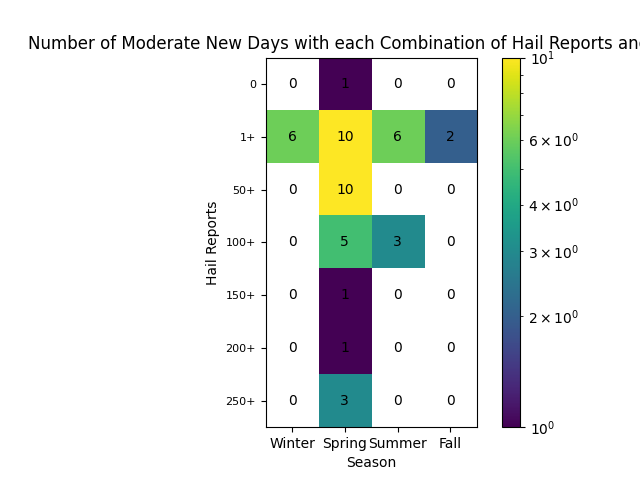 Number of Moderate New Days with each Combination of Hail Reports and
0 0 1 0 0
1+ 6 10 6 2
50+ 0 10 0 0
100+ 0 5 3 0
150+ 0 1 0 0
200+ 0 1 0 0
250+ 0 3 0 0
Winter Spring Summer Fall
Season
Hail Reports
10¹
6 × 10⁰
4 × 10⁰
3 × 10⁰
2 × 10⁰
10⁰